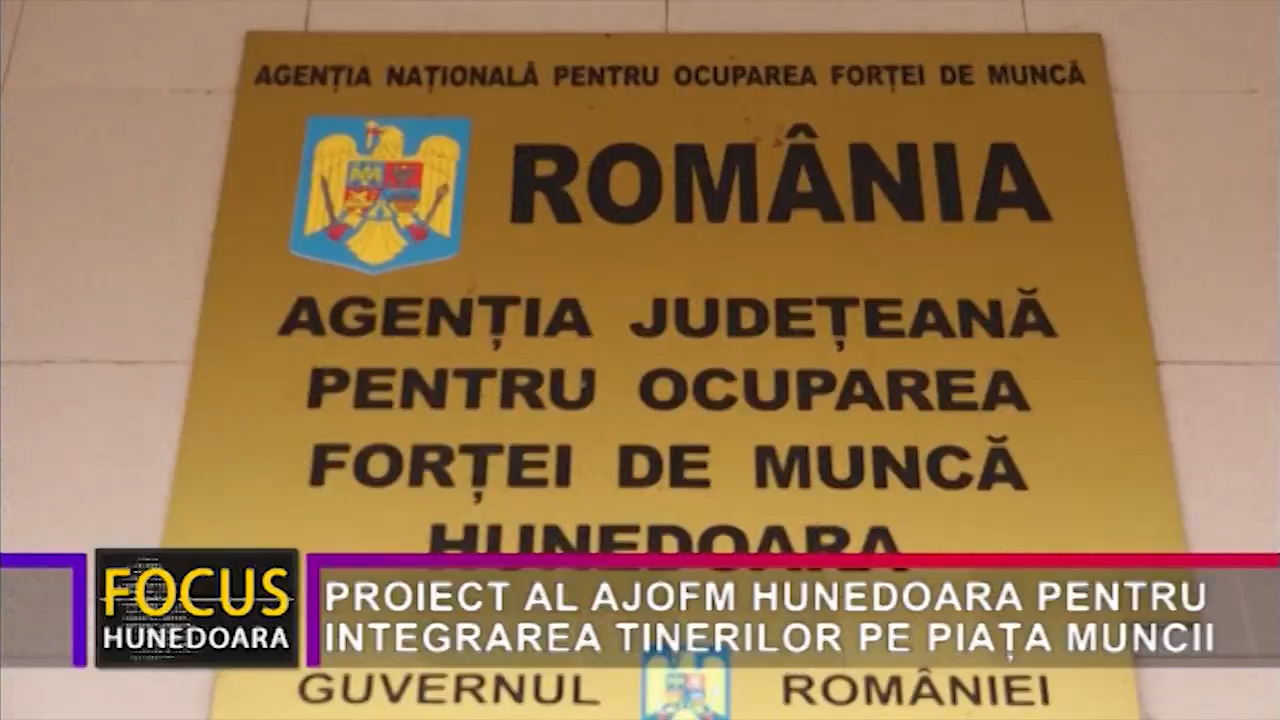 AGENȚIA NAȚIONALĂ PENTRU OCUPAREA FORȚEI DE MUNCĂ
ROMÂNIA
AGENȚIA JUDEȚEANĂ
PENTRU OCUPAREA
FORȚEI DE MUNCĂ
HUNEDOARA
FOCUS
HUNEDOARA
PROIECT AL AJOFM HUNEDOARA PENTRU
INTEGRAREA TINERILOR PE PIAȚA MUNCII
GUVERNUL ROMÂNIEI